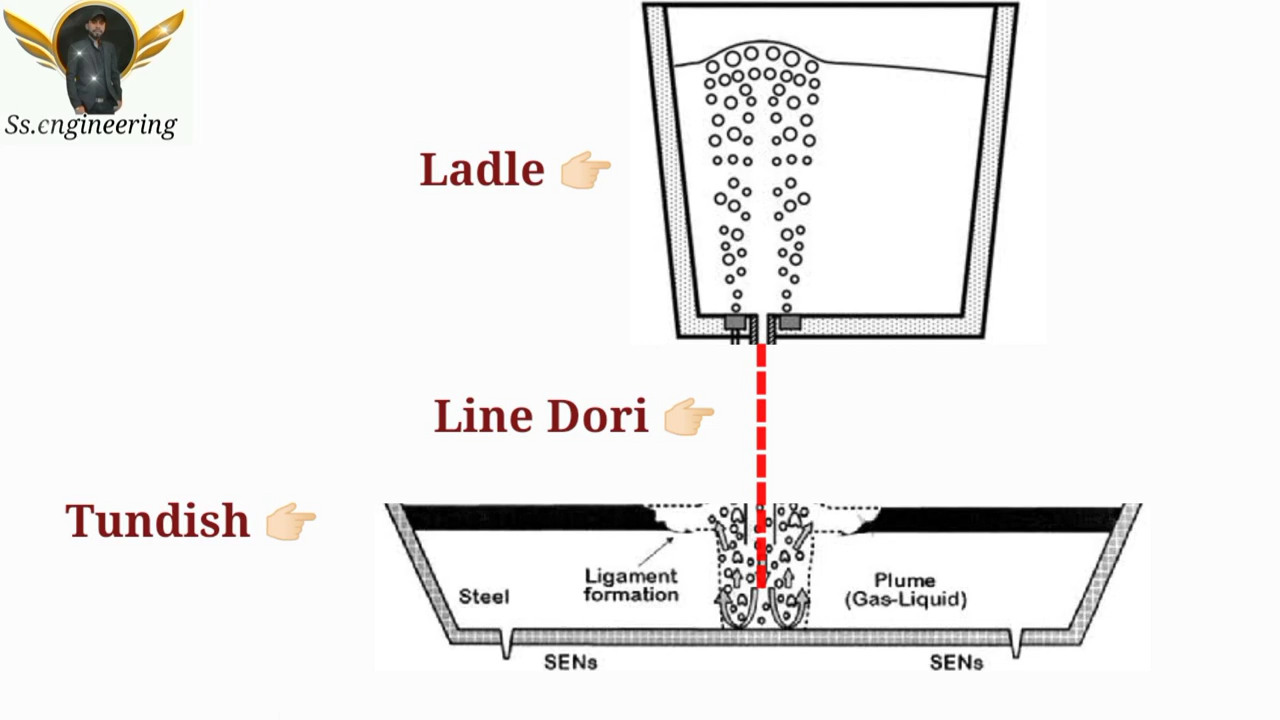 Ss.engineering
Ladle 👉🏻
Line Dori 👉🏻
Tundish 👉🏻
Ligament
formation
Steel
Plume
(Gas-Liquid)
SENs
SENs